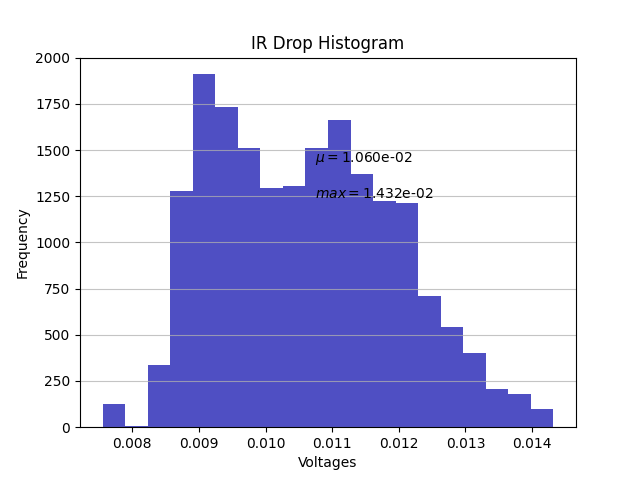 IR Drop Histogram
2000
1750
1500
1250
1000
750
500
250
0
Frequency
μ = 1.060e-02
max = 1.432e-02
0.008 0.009 0.010 0.011 0.012 0.013 0.014
Voltages